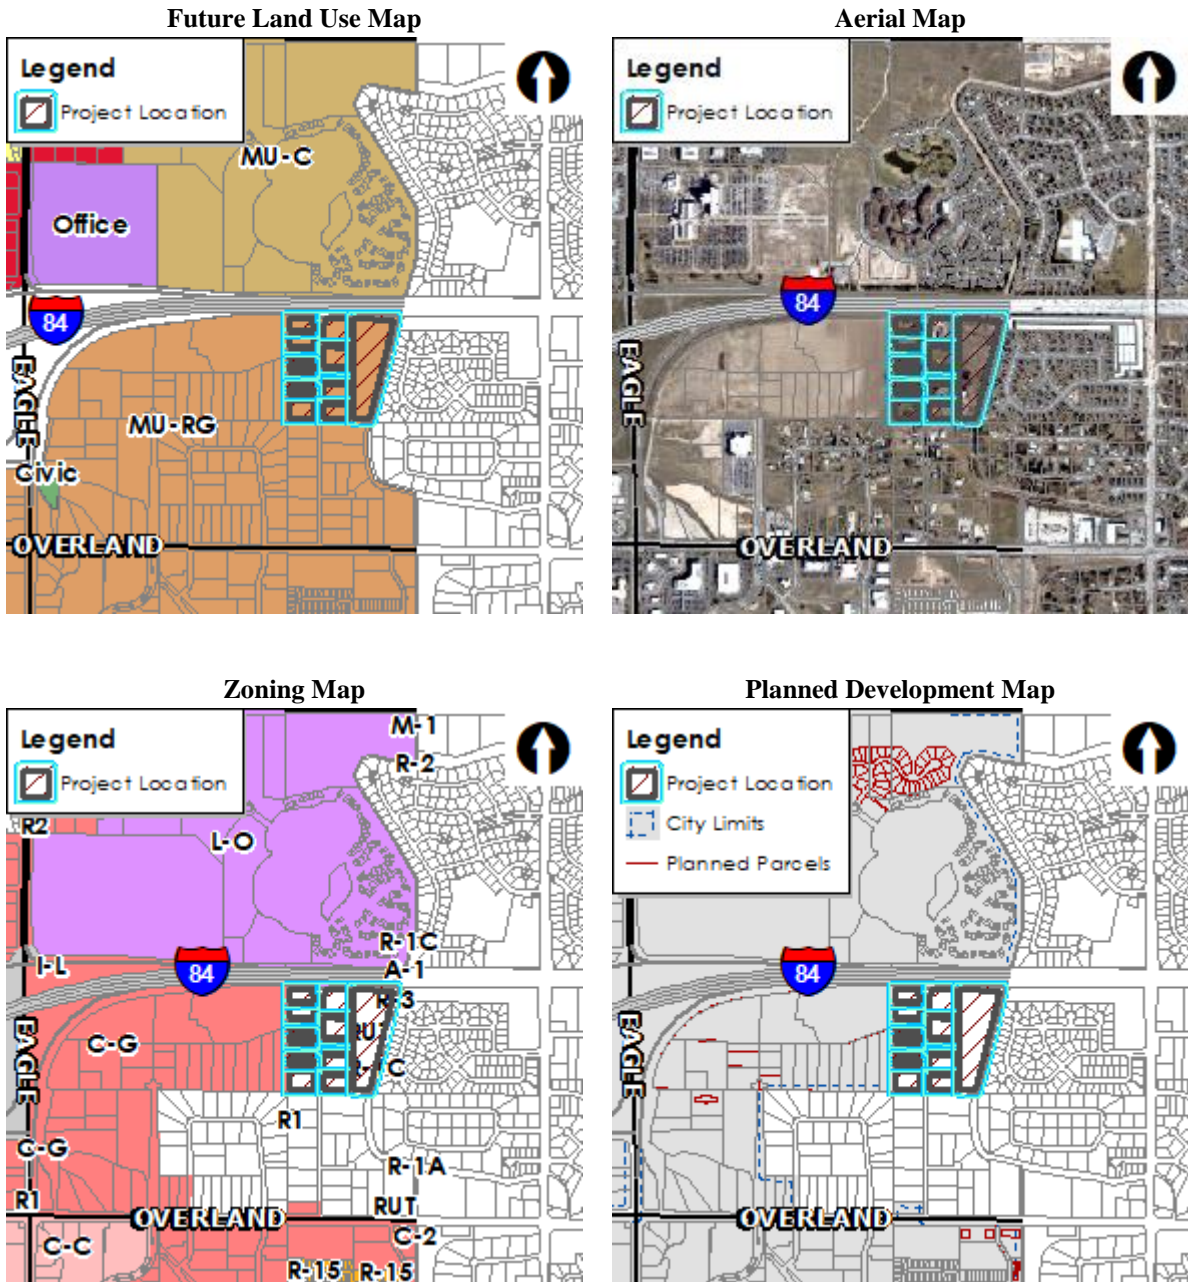 Future Land Use Map
Legend
Project Location
MU-C
Office
84
EAGLE
MU-RG
Civic
OVERLAND
Aerial Map
Legend
Project Location
84
EAGLE
OVERLAND
Zoning Map
Legend
Project Location
M-1
R-2
R2
L-O
R-1C
I-L
A-1
84
R-3
EAGLE
C-G
R1
C-G
R-1A
R1
RUT
OVERLAND
C-2
C-C
R-15
R-15
Planned Development Map
Legend
Project Location
City Limits
Planned Parcels
84
EAGLE
OVERLAND